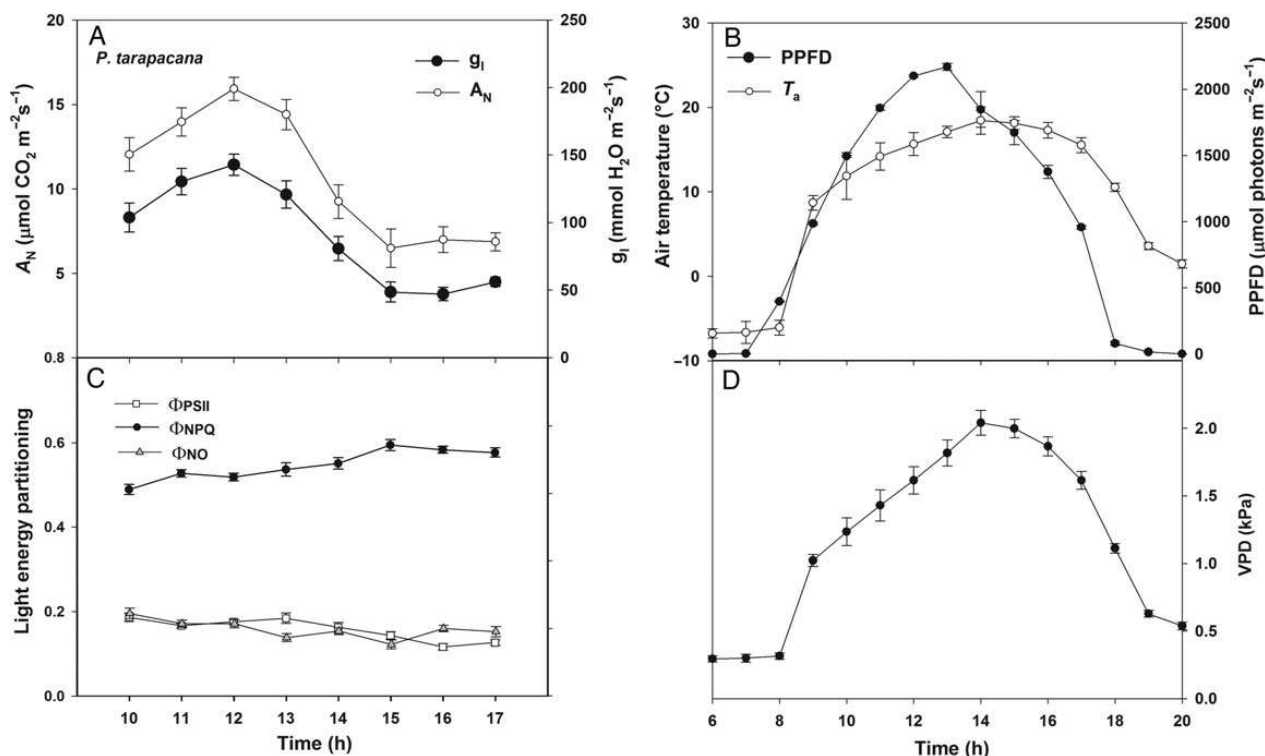 A
P. tarapacana
g_l
A_N
20
15
10
5
0.8
A_N (μmol CO₂ m⁻²s⁻¹)
250
200
150
100
50
0
g_l (mmol H₂O m⁻²s⁻¹)
B
PPFD
T_a
30
20
10
0
−10
Air temperature (°C)
2500
2000
1500
1000
500
0
PPFD (μmol photons m⁻²s⁻¹)
C
ΦPSII
ΦNPQ
ΦNO
0.6
0.6
0.2
0.0
Light energy partitioning
10 11 12 13 14 15 16 17
Time (h)
D
2.0
1.5
1.0
0.5
0.0
VPD (kPa)
6 8 10 12 14 16 18 20
Time (h)